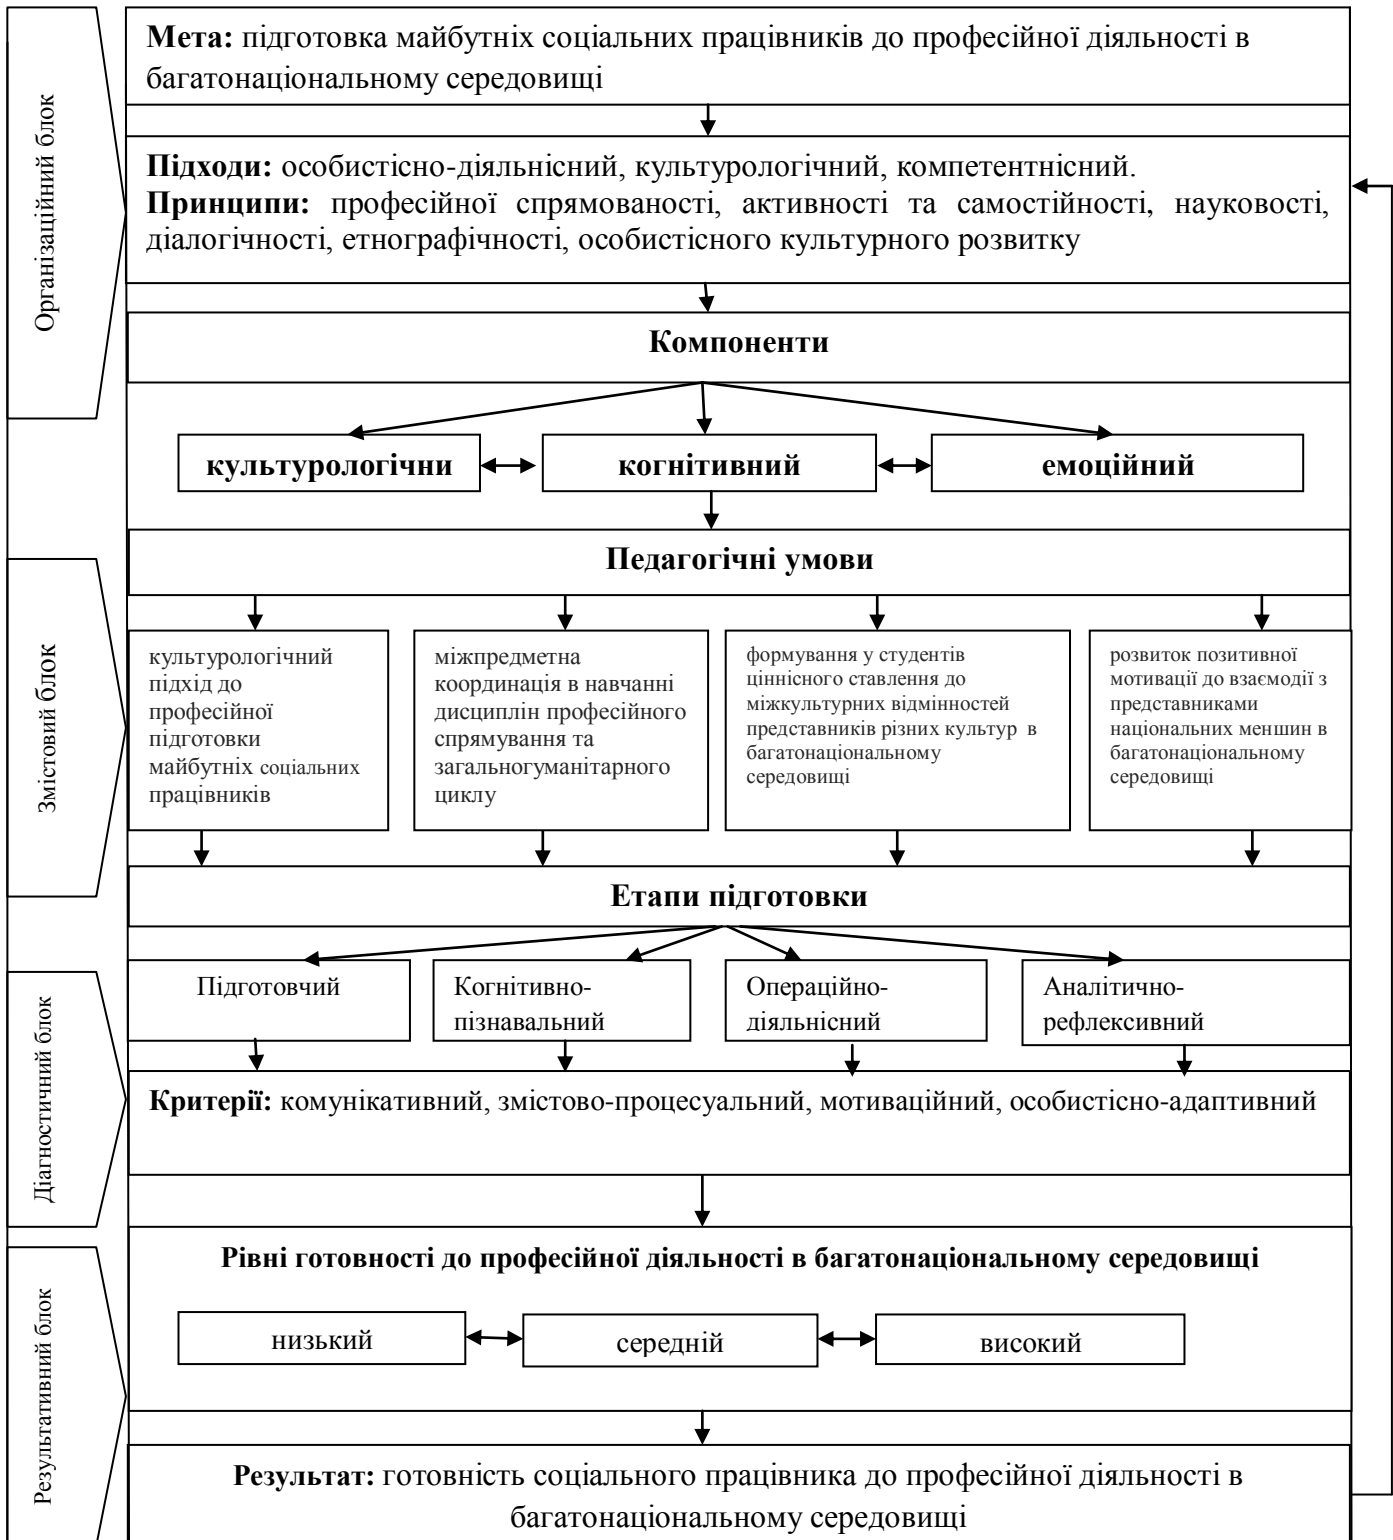 Організаційний блок
Мета: підготовка майбутніх соціальних працівників до професійної діяльності в
багатонаціональному середовищі
Підходи: особистісно-діяльнісний, культурологічний, компетентнісний.
Принципи: професійної спрямованості, активності та самостійності, науковості,
діалогічності, етнографічності, особистісного культурного розвитку
Компоненти
культурологічни
когнітивний
емоційний
Змістовий блок
Педагогічні умови
культурологічний
підхід до
професійної
підготовки
майбутніх соціальних
працівників
міжпредметна
координація в навчанні
дисциплін професійного
спрямування та
загальногуманітарного
циклу
формування у студентів
ціннісного ставлення до
міжкультурних відмінностей
представників різних культур в
багатонаціональному
середовищі
розвиток позитивної
мотивації до взаємодії з
представниками
національних меншин в
багатонаціональному
середовищі
Етапи підготовки
Діагностичний блок
Підготовчий
Когнітивно-
пізнавальний
Операційно-
діяльнісний
Аналітично-
рефлексивний
Критерії: комунікативний, змістово-процесуальний, мотиваційний, особистісно-адаптивний
Результативний блок
Рівні готовності до професійної діяльності в багатонаціональному середовищі
низький
середній
високий
Результат: готовність соціального працівника до професійної діяльності в
багатонаціональному середовищі